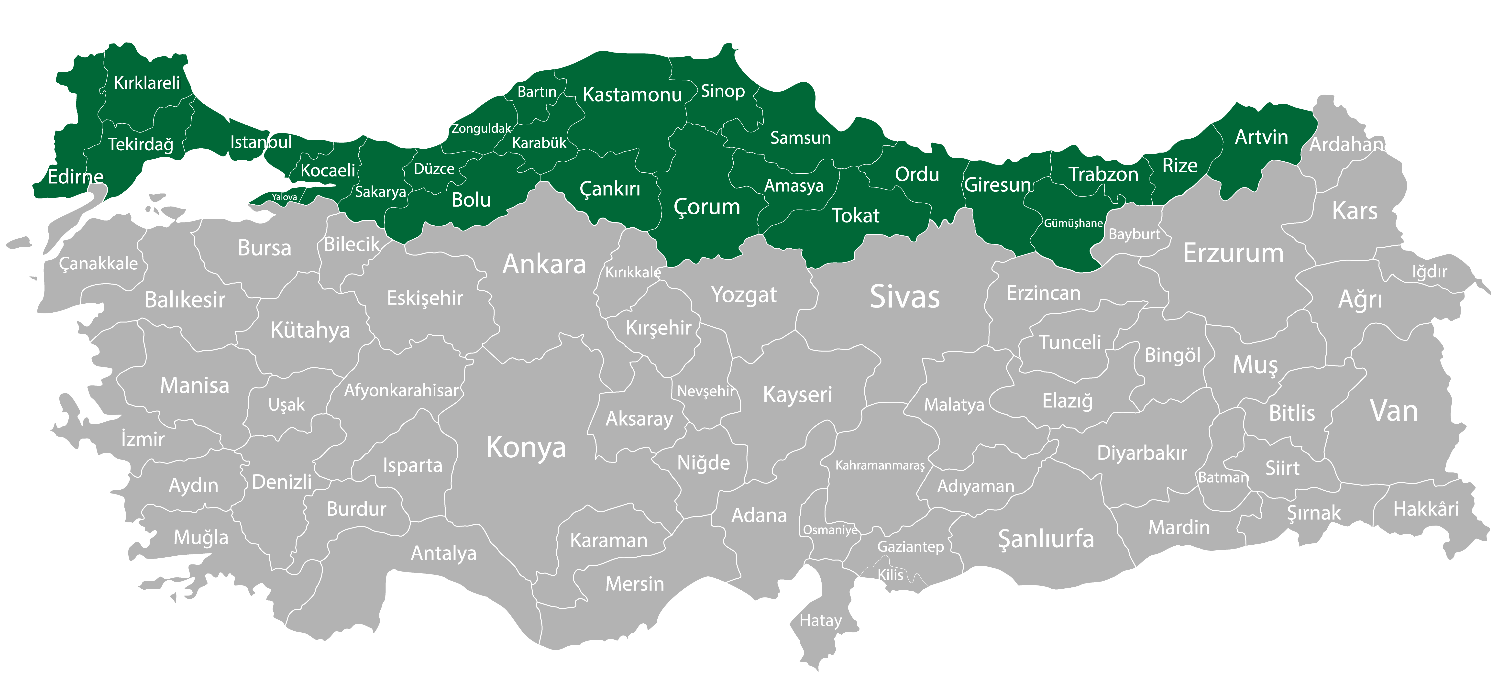 Kırklareli
Edirne
Tekirdağ
Istanbul
Kocaeli
Yalova
Sakarya
Düzce
Bolu
Zonguldak
Bartın
Karabük
Kastamonu
Çankırı
Sinop
Çorum
Samsun
Amasya
Tokat
Ordu
Giresun
Gümüşhane
Trabzon
Rize
Artvin
Ardahan
Kars
Bayburt
Erzurum
Iğdır
Ağrı
Çanakkale
Balıkesir
Bursa
Bilecik
Kütahya
Eskişehir
Ankara
Kırıkkale
Kırşehir
Yozgat
Sivas
Erzincan
Tunceli
Bingöl
Muş
Manisa
Uşak
Afyonkarahisar
Konya
Aksaray
Nevşehir
Kayseri
Malatya
Elazığ
Bitlis
Van
İzmir
Aydın
Denizli
Isparta
Burdur
Niğde
Kahramanmaraş
Adıyaman
Diyarbakır
Batman
Siirt
Muğla
Antalya
Karaman
Mersin
Adana
Osmaniye
Gaziantep
Kilis
Hatay
Şanlıurfa
Mardin
Şırnak
Hakkâri